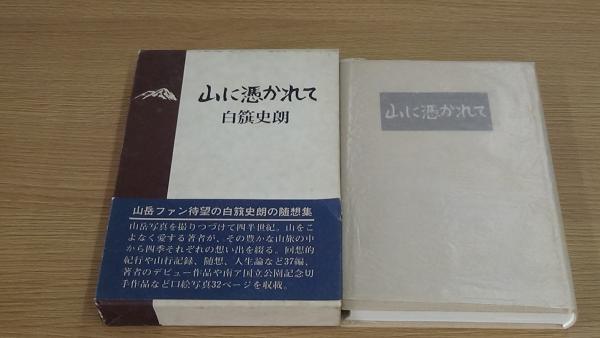 山に憑かれて
白籏史朗
山岳ファン待望の白籏史朗の随想集
山岳写真を撮りつづけて四半世紀。山をこ
よなく愛する著者が、その豊かな山旅の中
から四季それぞれの想い出を綴る。回想的
紀行や山行記録、随想、人生論など37編、
著者のデビュー作品や南ア国立公園記念切
手作品など口絵写真32ページを収載。
山に憑かれて